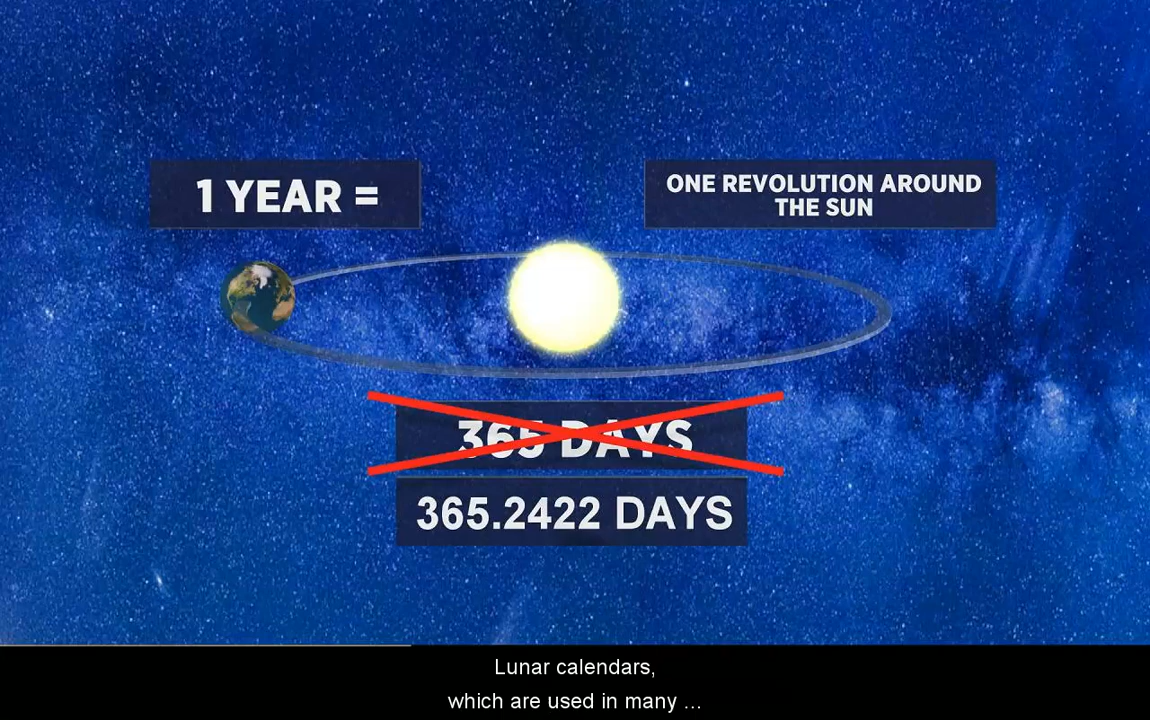 1 YEAR =
ONE REVOLUTION AROUND
THE SUN
365 DAYS
365.2422 DAYS
Lunar calendars,
which are used in many ...